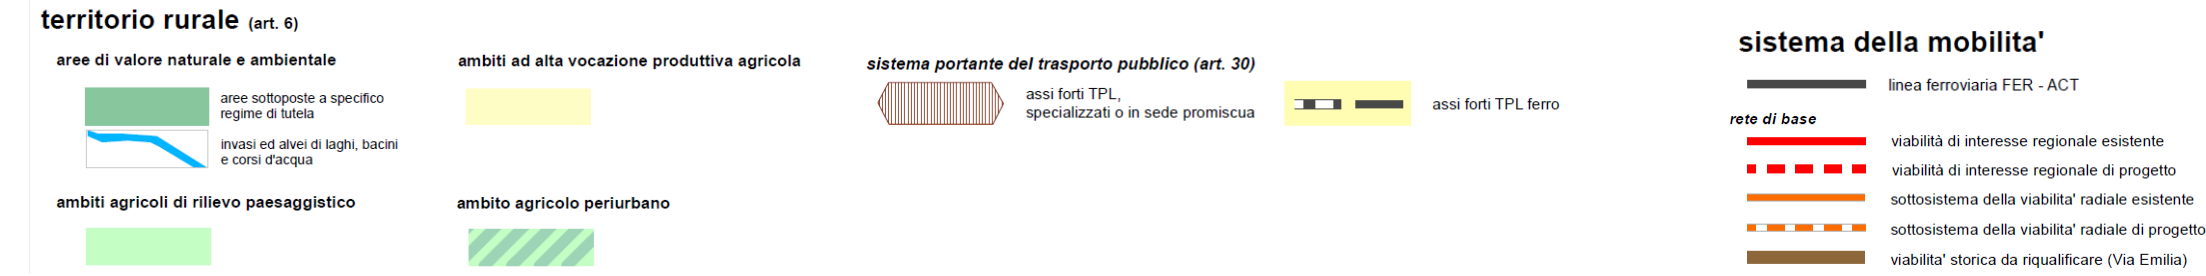 territorio rurale (art. 6)
aree di valore naturale e ambientale
aree sottoposte a specifico
regime di tutela
invasi ed alvei di laghi, bacini
e corsi d'acqua
ambiti agricoli di rilievo paesaggistico
ambiti ad alta vocazione produttiva agricola
ambito agricolo periurbano
sistema portante del trasporto pubblico (art. 30)
assi forti TPL,
specializzati o in sede promiscua
assi forti TPL ferro
sistema della mobilita'
linea ferroviaria FER - ACT
rete di base
viabilità di interesse regionale esistente
viabilità di interesse regionale di progetto
sottosistema della viabilita' radiale esistente
sottosistema della viabilita' radiale di progetto
viabilita' storica da riqualificare (Via Emilia)